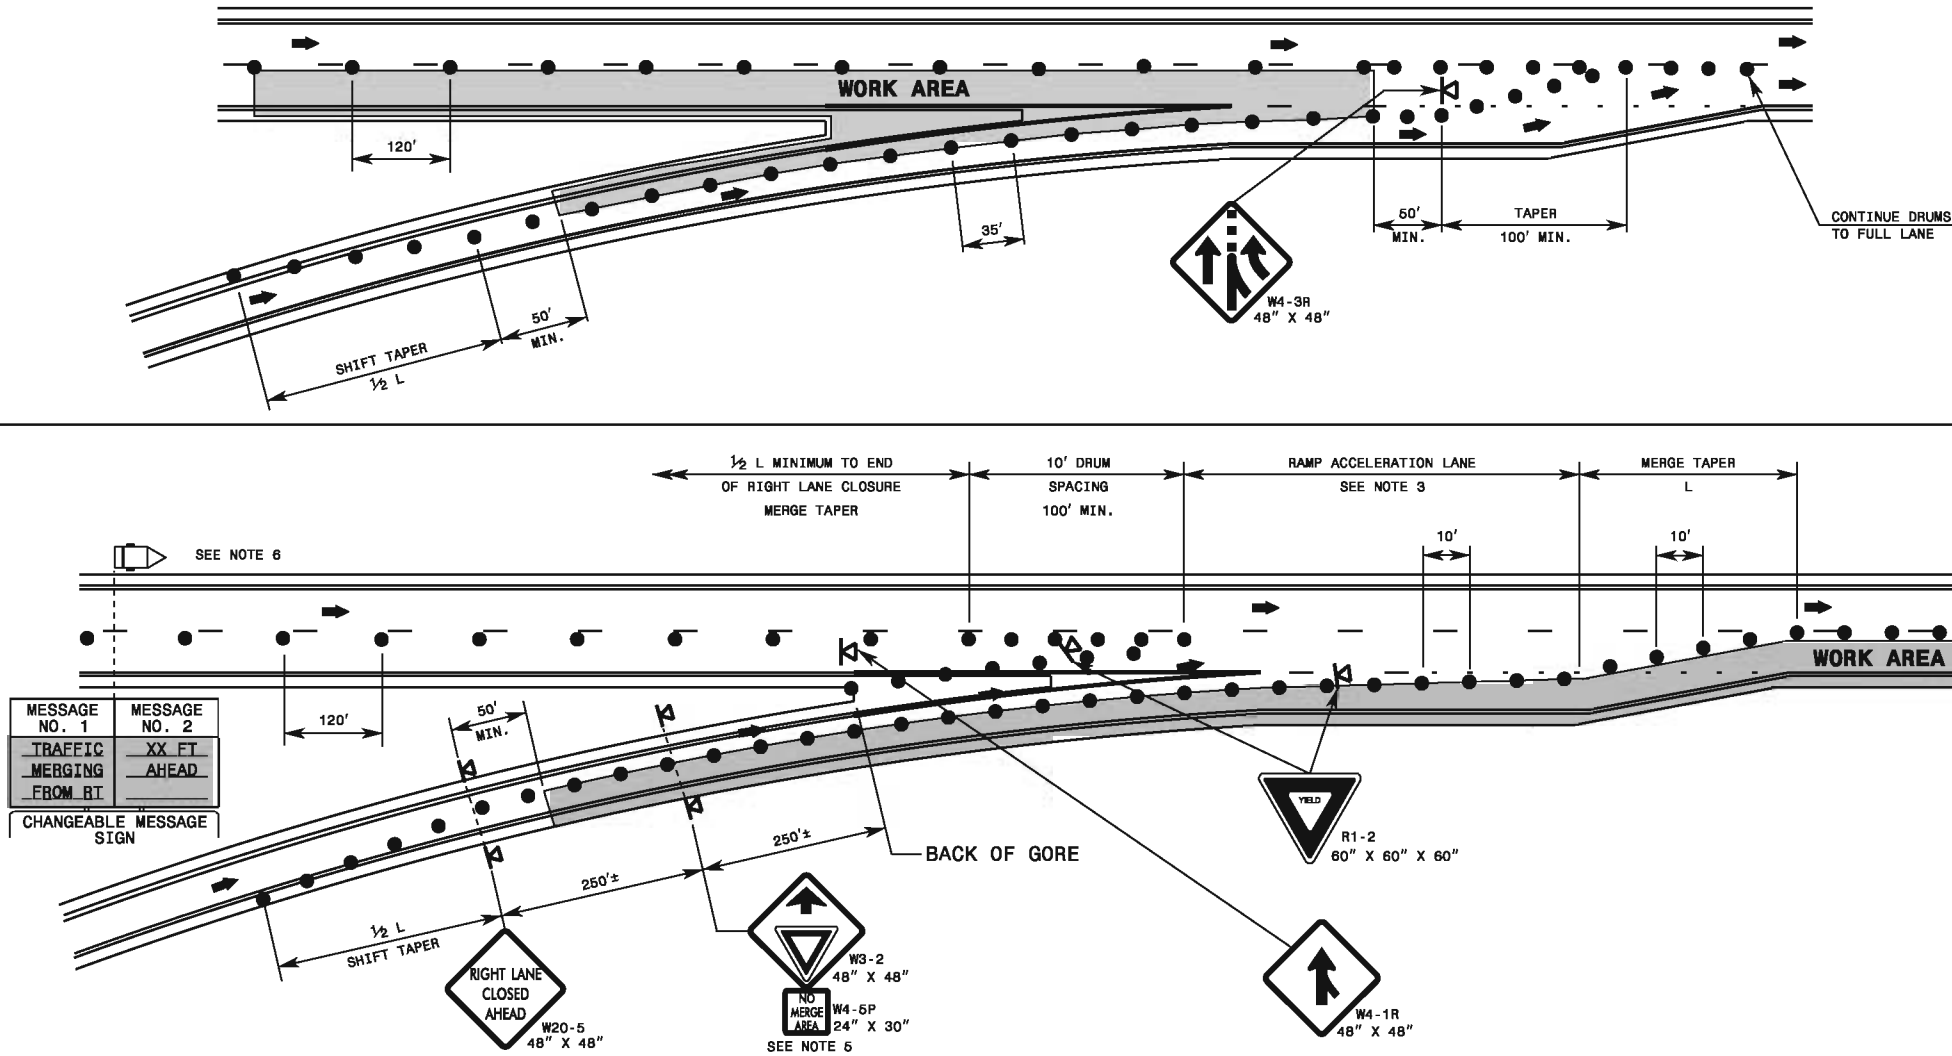 WORK AREA
120'
35'
50'
MIN.
SHIFT TAPER
½ L
50'
MIN.
TAPER
100' MIN.
CONTINUE DRUMS
TO FULL LANE
W4-3R
48" X 48"
½ L MINIMUM TO END
OF RIGHT LANE CLOSURE
MERGE TAPER
10' DRUM
SPACING
100' MIN.
RAMP ACCELERATION LANE
SEE NOTE 3
MERGE TAPER
L
10'
10'
SEE NOTE 6
WORK AREA
MESSAGE
NO. 1
MESSAGE
NO. 2
TRAFFIC
XX FT
MERGING
AHEAD
FROM RT
CHANGEABLE MESSAGE
SIGN
120'
50'
MIN.
250'±
250'±
BACK OF GORE
½ L
SHIFT TAPER
RIGHT LANE
CLOSED
AHEAD
W20-5
48" X 48"
W3-2
48" X 48"
NO
MERGE
AREA
W4-5P
24" X 30"
SEE NOTE 5
YIELD
R1-2
60" X 60" X 60"
W4-1R
48" X 48"